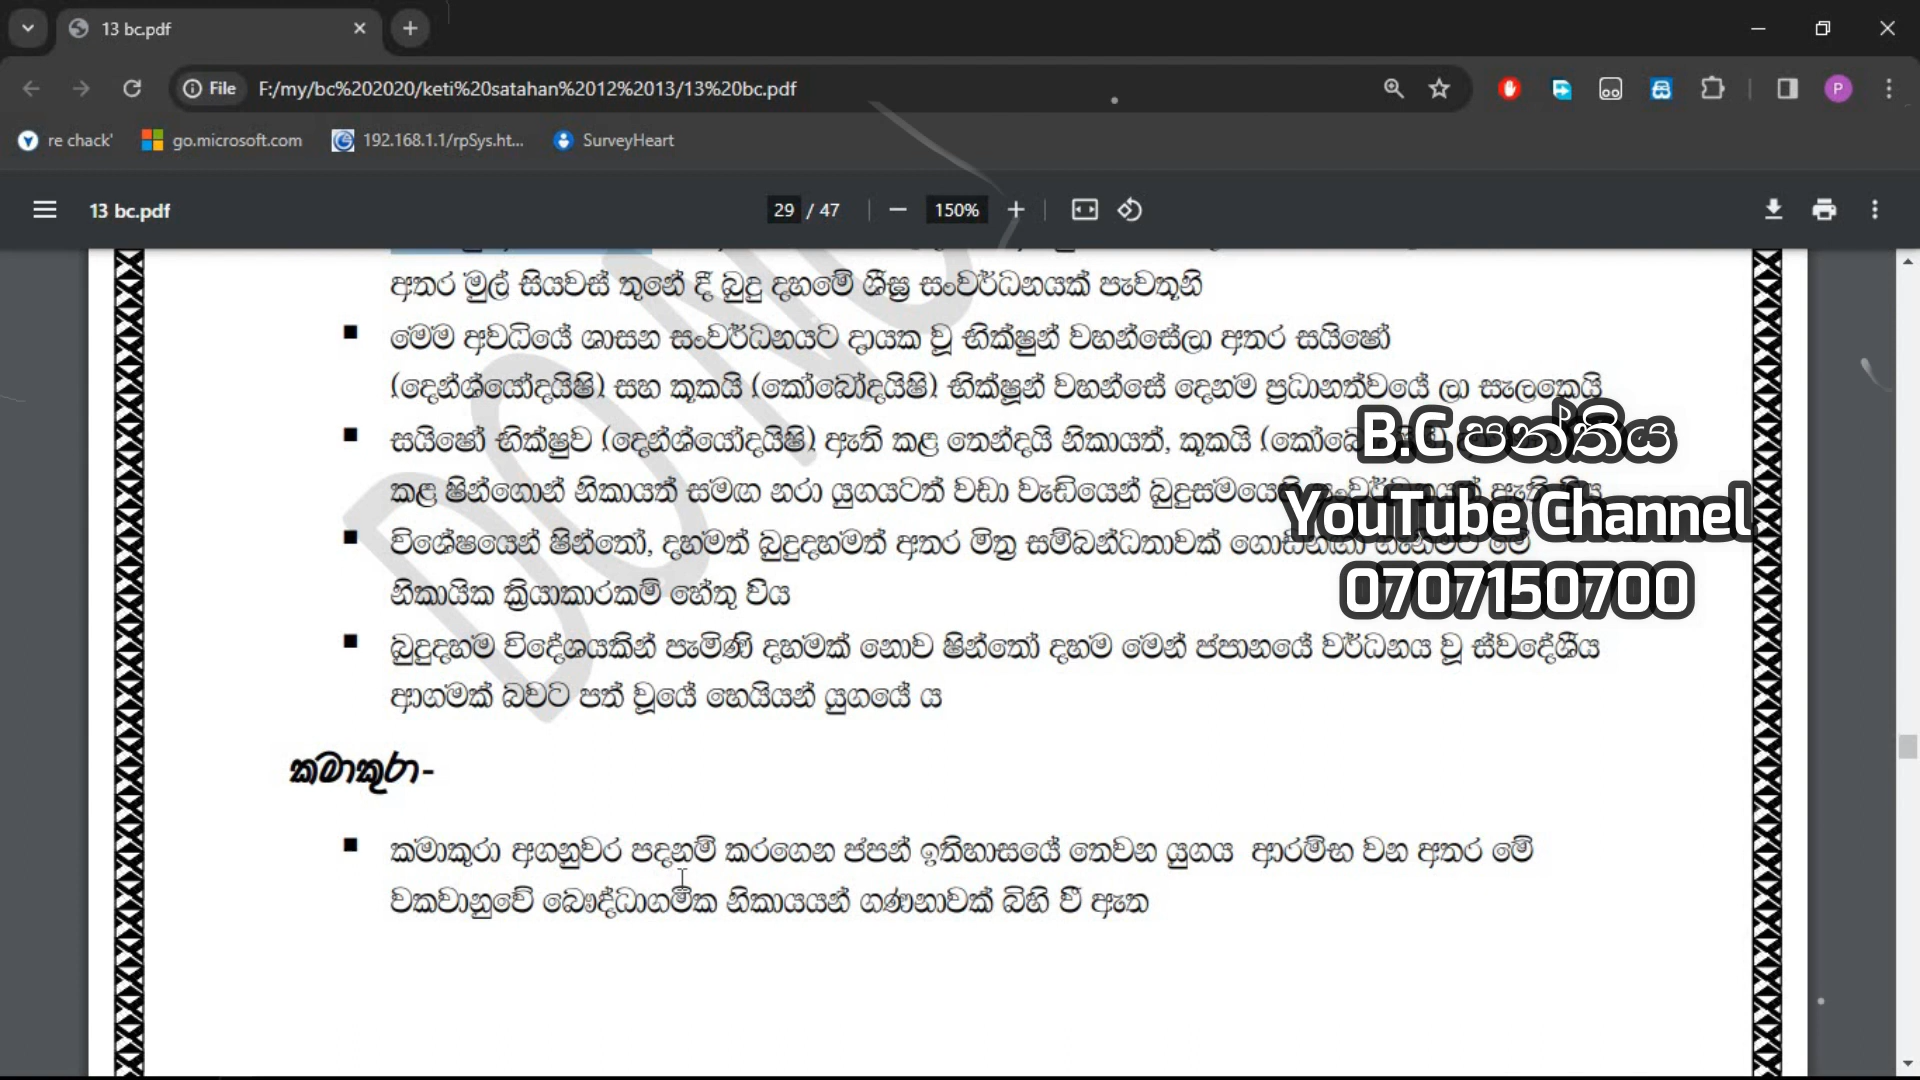 13 bc.pdf
File F:/my/bc%202020/keti%20satahan%2012%2013/13%20bc.pdf
re chack'
go.microsoft.com
192.168.1.1/rpSys.ht...
SurveyHeart
P
13 bc.pdf
29 / 47
150%
DO NO
අතර මුල් සියවස් තුනේ දී බුදු දහමේ ශීඝ්‍ර සංවර්ධනයක් පැවතුනි
මෙම අවධියේ ශාසන සංවර්ධනයට දායක වූ භික්ෂුන් වහන්සේලා අතර සයිෂෝ
(දෙන්ශ්යෝදයිෂි) සහ කූකයි (කෝබෝදයිෂි) භික්ෂූන් වහන්සේ දෙනම ප්‍රධානත්වයේ ලා සැලකෙයි
සයිෂෝ භික්ෂුව (දෙන්ශ්යෝදයිෂි) ඇති කළ තෙන්දයි නිකායත්, කූකයි
කළ ෂින්ගොන් නිකායත් සමඟ නරා යුගයටත් වඩා වැඩියෙන්
විශේෂයෙන් ෂින්තෝ, දහමත් බුදුදහමත් අතර මිත්‍ර සම්බන්ධතාවක්
නිකායික ක්‍රියාකාරකම් හේතු විය
බුදුදහම විදේශයකින් පැමිණි දහමක් නොව ෂින්තෝ දහම මෙන් ජපානයේ වර්ධනය වූ ස්වදේශීය
ආගමක් බවට පත් වූයේ හෙයියන් යුගයේ ය
කමාකුරා-
කමාකුරා අගනුවර පදනම් කරගෙන ජපන් ඉතිහාසයේ තෙවන යුගය ආරම්භ වන අතර මේ
වකවානුවේ බෞද්ධාගමික නිකායයන් ගණනාවක් බිහි වී ඇත
B.C පන්තිය
YouTube Channel
0707150700